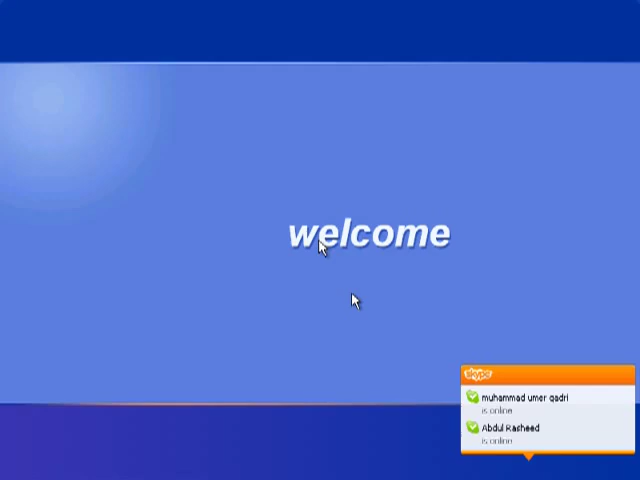 welcome
skype
muhammad umer qadri
is online
Abdul Rasheed
is online